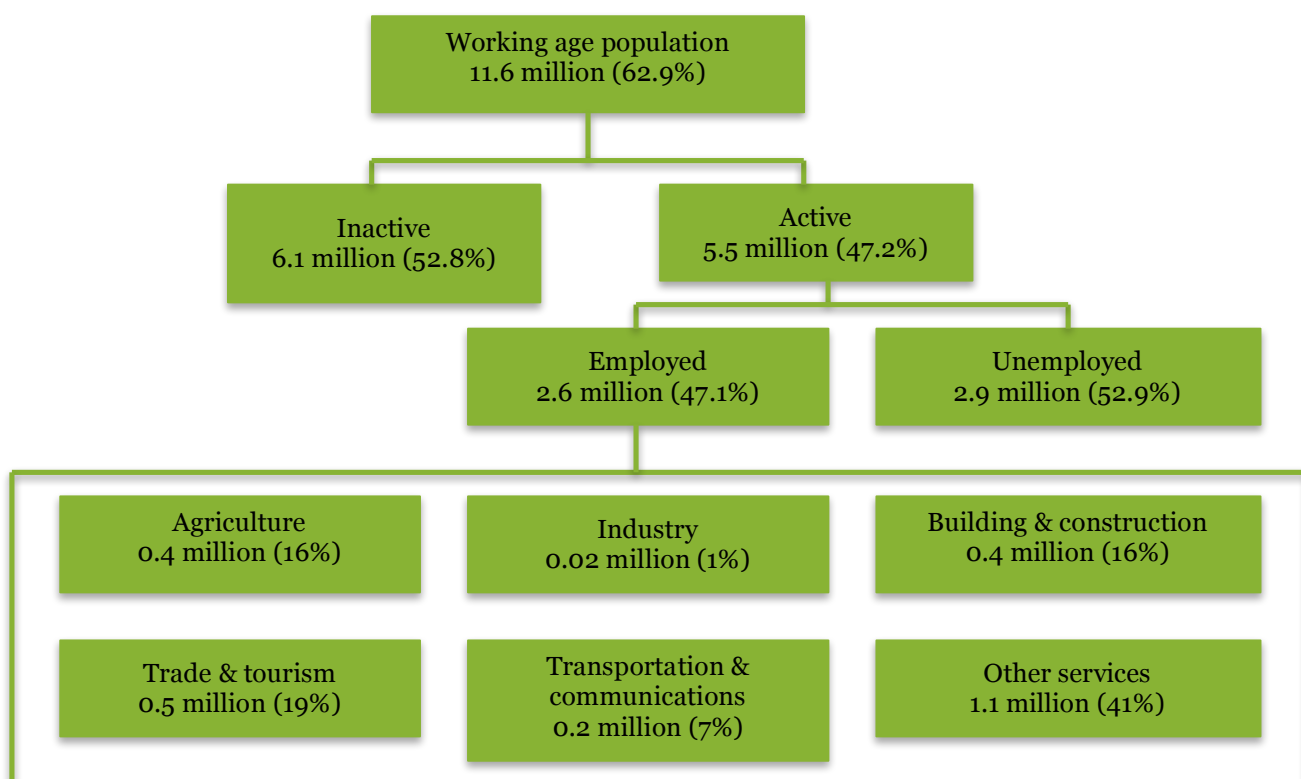 Working age population
11.6 million (62.9%)
Inactive
6.1 million (52.8%)
Active
5.5 million (47.2%)
Employed
2.6 million (47.1%)
Unemployed
2.9 million (52.9%)
Agriculture
0.4 million (16%)
Industry
0.02 million (1%)
Building & construction
0.4 million (16%)
Trade & tourism
0.5 million (19%)
Transportation &
communications
0.2 million (7%)
Other services
1.1 million (41%)